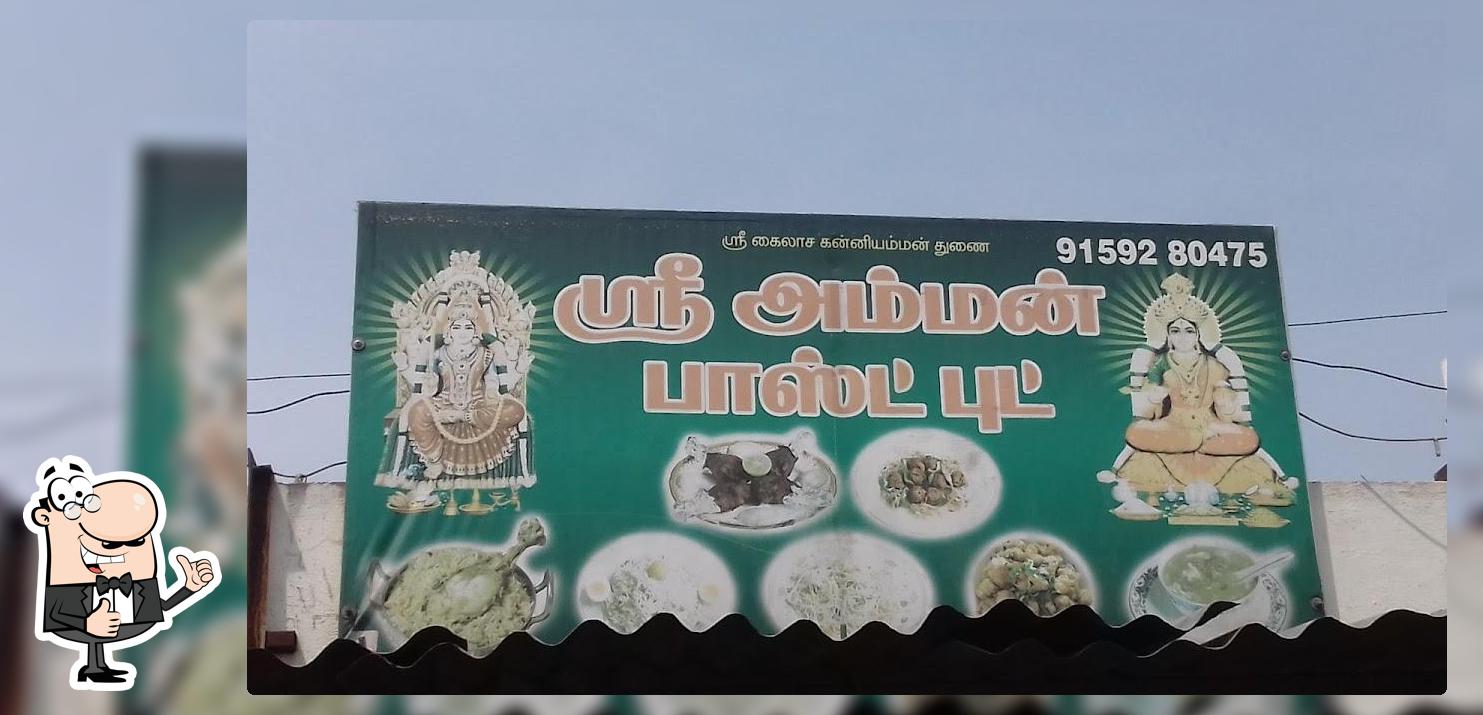 ஸ்ரீ கைலாச கன்னியம்மன் துணை
91592 80475
ஸ்ரீ அம்மன்
பாஸ்ட் புட்